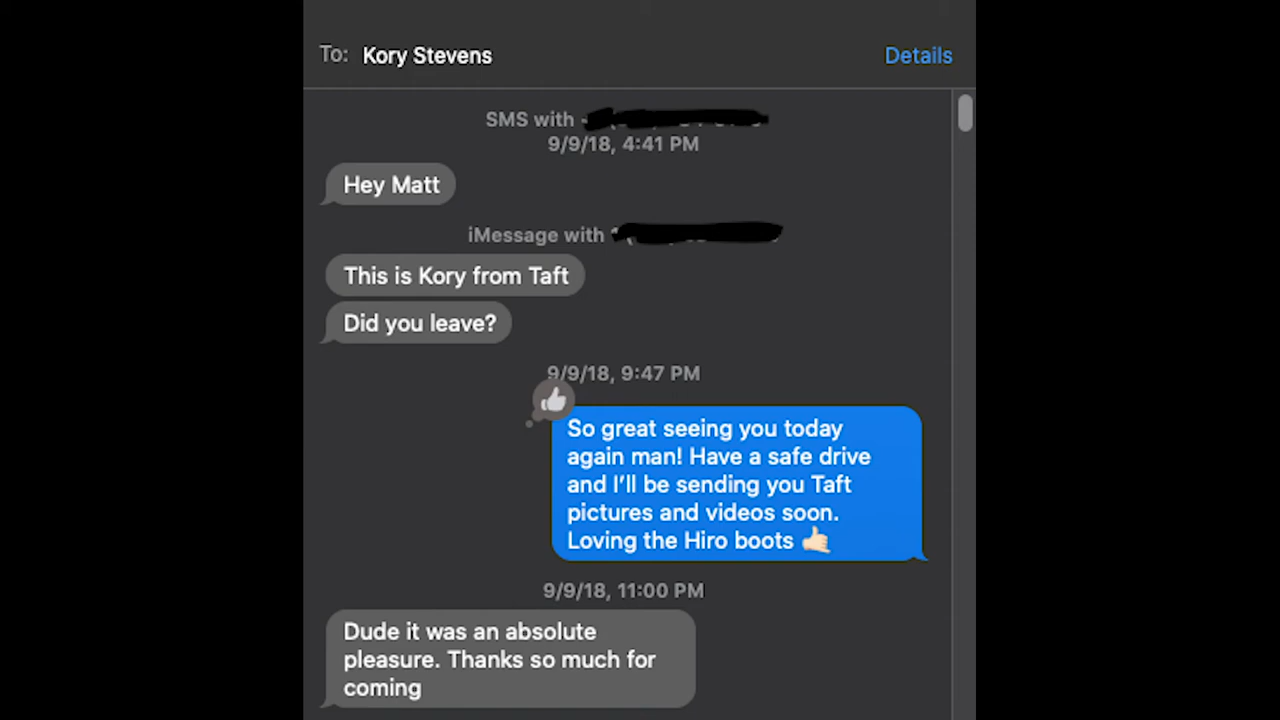 To: Kory Stevens
Details
SMS with
9/9/18, 4:41 PM
Hey Matt
iMessage with
This is Kory from Taft
Did you leave?
9/9/18, 9:47 PM
So great seeing you today
again man! Have a safe drive
and I'll be sending you Taft
pictures and videos soon.
Loving the Hiro boots 🤙🏻
9/9/18, 11:00 PM
Dude it was an absolute
pleasure. Thanks so much for
coming